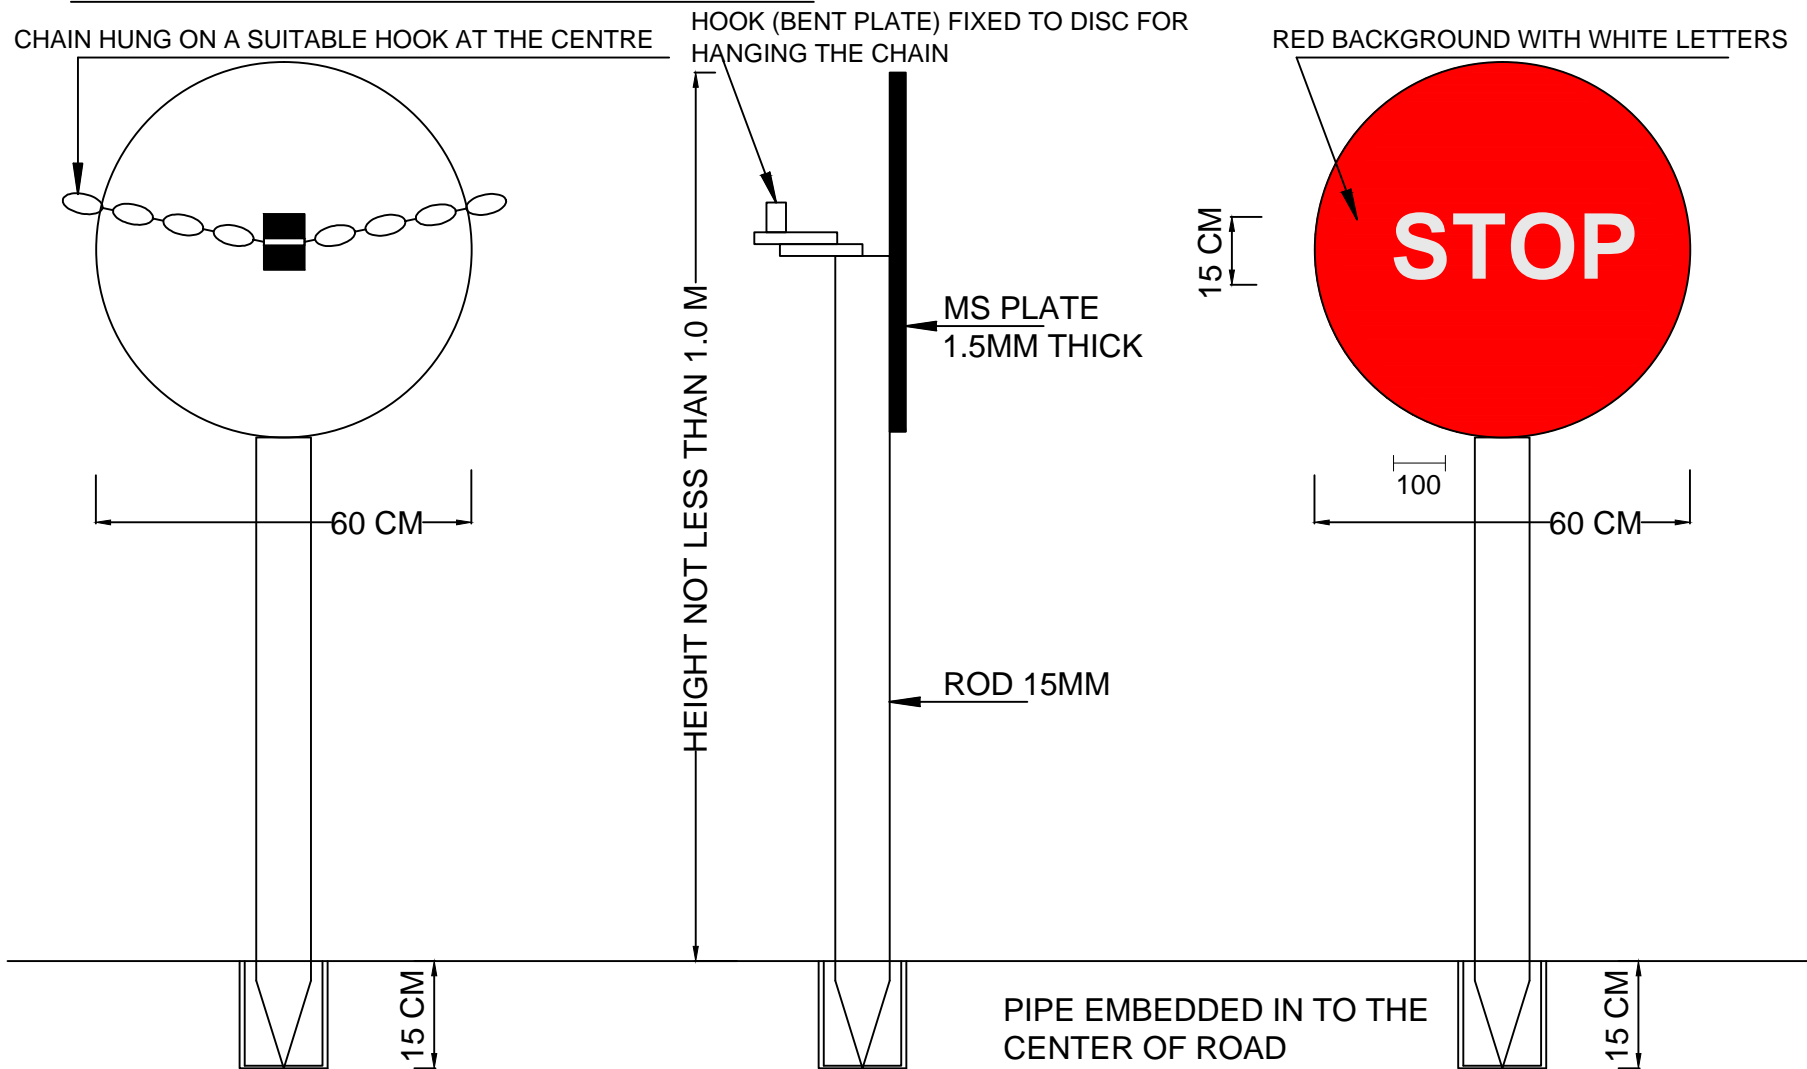 CHAIN HUNG ON A SUITABLE HOOK AT THE CENTRE
HOOK (BENT PLATE) FIXED TO DISC FOR
HANGING THE CHAIN
RED BACKGROUND WITH WHITE LETTERS
15 CM
STOP
HEIGHT NOT LESS THAN 1.0 M
MS PLATE
1.5MM THICK
100
60 CM
60 CM
ROD 15MM
15 CM
PIPE EMBEDDED IN TO THE
CENTER OF ROAD
15 CM